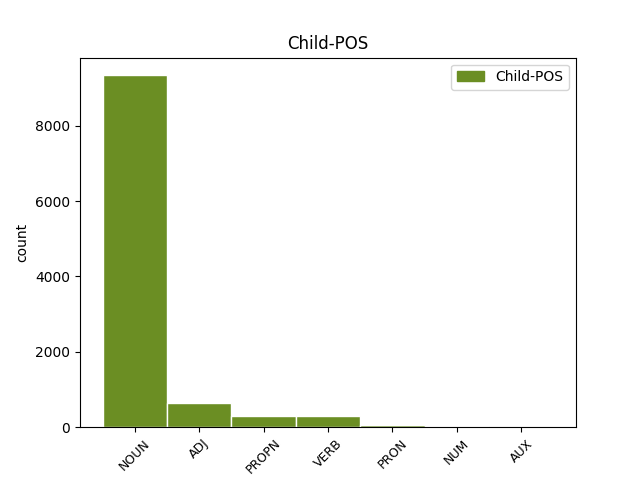 Child-POS
Child-POS
8000
6000
4000
2000
0
count
NOUN
ADJ
PROPN
VERB
PRON
NUM
AUX